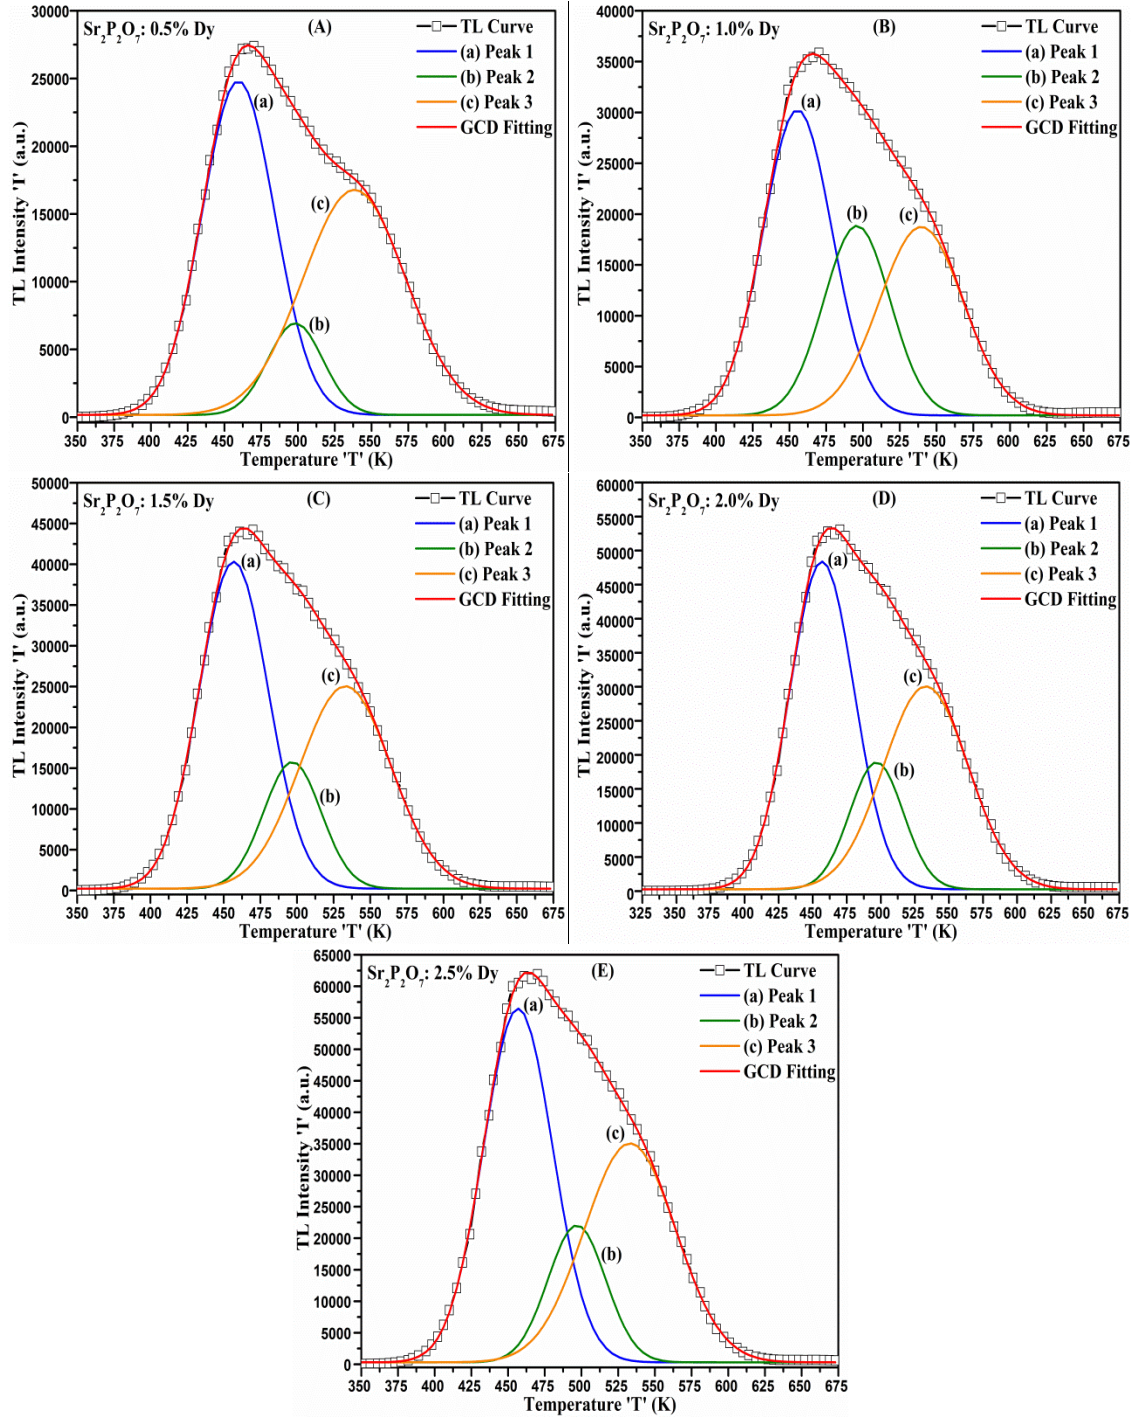 Sr₂P₂O₇: 0.5% Dy
(A)
TL Curve
(a) Peak 1
(b) Peak 2
(c) Peak 3
GCD Fitting
(a)
(c)
(b)
TL Intensity 'I' (a.u.)
30000
25000
20000
15000
10000
5000
0
350 375 400 425 450 475 500 525 550 575 600 625 650 675
Temperature 'T' (K)
Sr₂P₂O₇: 1.0% Dy
(B)
TL Curve
(a) Peak 1
(b) Peak 2
(c) Peak 3
GCD Fitting
(a)
(b)
(c)
TL Intensity 'I' (a.u.)
40000
35000
30000
25000
20000
15000
10000
5000
0
350 375 400 425 450 475 500 525 550 575 600 625 650 675
Temperature 'T' (K)
Sr₂P₂O₇: 1.5% Dy
(C)
TL Curve
(a) Peak 1
(b) Peak 2
(c) Peak 3
GCD Fitting
(a)
(c)
(b)
TL Intensity 'I' (a.u.)
50000
45000
40000
35000
30000
25000
20000
15000
10000
5000
0
350 375 400 425 450 475 500 525 550 575 600 625 650 675
Temperature 'T' (K)
Sr₂P₂O₇: 2.0% Dy
(D)
TL Curve
(a) Peak 1
(b) Peak 2
(c) Peak 3
GCD Fitting
(a)
(c)
(b)
TL Intensity 'I' (a.u.)
60000
55000
50000
45000
40000
35000
30000
25000
20000
15000
10000
5000
0
325 350 375 400 425 450 475 500 525 550 575 600 625 650 675
Temperature 'T' (K)
Sr₂P₂O₇: 2.5% Dy
(E)
TL Curve
(a) Peak 1
(b) Peak 2
(c) Peak 3
GCD Fitting
(a)
(c)
(b)
TL Intensity 'I' (a.u.)
65000
60000
55000
50000
45000
40000
35000
30000
25000
20000
15000
10000
5000
0
350 375 400 425 450 475 500 525 550 575 600 625 650 675
Temperature 'T' (K)